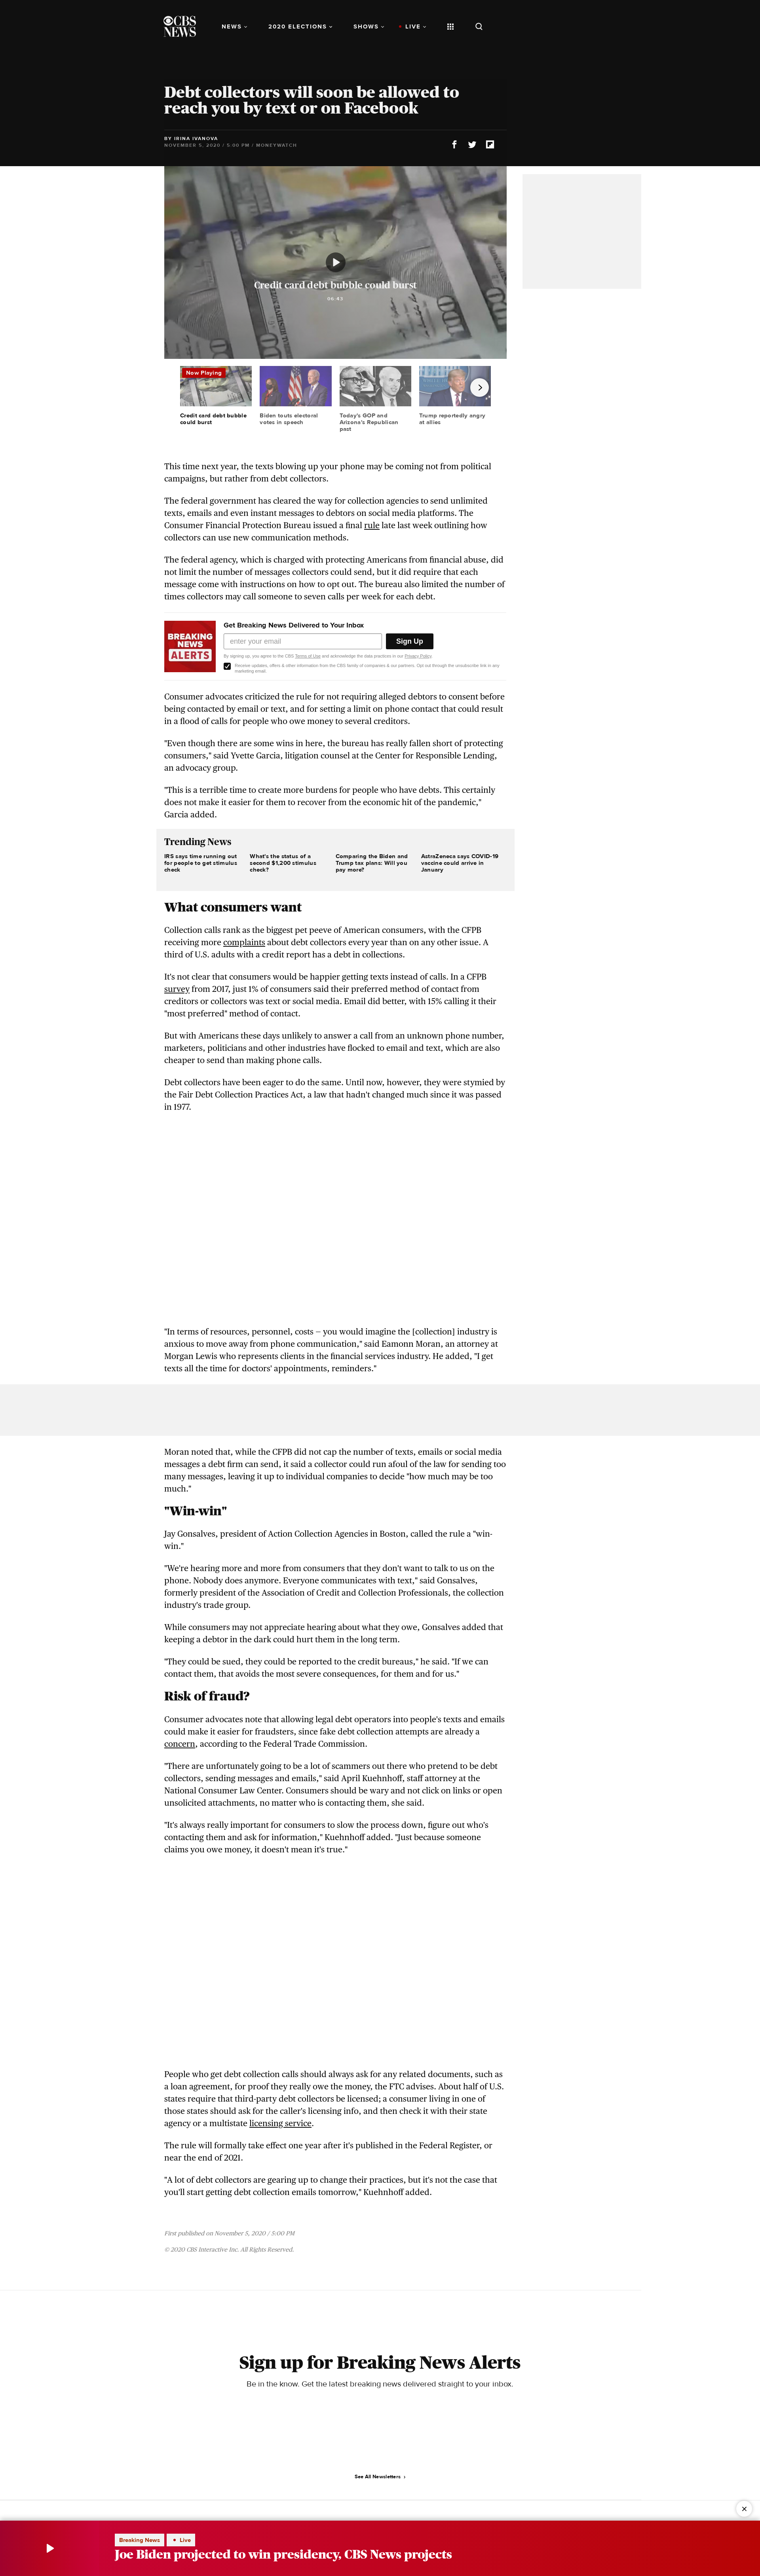 CBS NEWS
NEWS
2020 ELECTIONS
SHOWS
LIVE
Debt collectors will soon be allowed to
reach you by text or on Facebook
BY IRINA IVANOVA
NOVEMBER 5, 2020 / 5:00 PM / MONEYWATCH
Credit card debt bubble could burst
06:43
Now Playing
Credit card debt bubble
could burst
Biden touts electoral
votes in speech
Today's GOP and
Arizona's Republican
past
Trump reportedly angry
at allies
This time next year, the texts blowing up your phone may be coming not from political
campaigns, but rather from debt collectors.
The federal government has cleared the way for collection agencies to send unlimited
texts, emails and even instant messages to debtors on social media platforms. The
Consumer Financial Protection Bureau issued a final rule late last week outlining how
collectors can use new communication methods.
The federal agency, which is charged with protecting Americans from financial abuse, did
not limit the number of messages collectors could send, but it did require that each
message come with instructions on how to opt out. The bureau also limited the number of
times collectors may call someone to seven calls per week for each debt.
BREAKING
NEWS
ALERTS
Get Breaking News Delivered to Your Inbox
enter your email
Sign Up
By signing up, you agree to the CBS Terms of Use and acknowledge the data practices in our Privacy Policy.
Receive updates, offers & other information from the CBS family of companies & our partners. Opt out through the unsubscribe link in any
marketing email.
Consumer advocates criticized the rule for not requiring alleged debtors to consent before
being contacted by email or text, and for setting a limit on phone contact that could result
in a flood of calls for people who owe money to several creditors.
"Even though there are some wins in here, the bureau has really fallen short of protecting
consumers," said Yvette Garcia, litigation counsel at the Center for Responsible Lending,
an advocacy group.
"This is a terrible time to create more burdens for people who have debts. This certainly
does not make it easier for them to recover from the economic hit of the pandemic,"
Garcia added.
Trending News
IRS says time running out
for people to get stimulus
check
What's the status of a
second $1,200 stimulus
check?
Comparing the Biden and
Trump tax plans: Will you
pay more?
AstraZeneca says COVID-19
vaccine could arrive in
January
What consumers want
Collection calls rank as the biggest pet peeve of American consumers, with the CFPB
receiving more complaints about debt collectors every year than on any other issue. A
third of U.S. adults with a credit report has a debt in collections.
It's not clear that consumers would be happier getting texts instead of calls. In a CFPB
survey from 2017, just 1% of consumers said their preferred method of contact from
creditors or collectors was text or social media. Email did better, with 15% calling it their
"most preferred" method of contact.
But with Americans these days unlikely to answer a call from an unknown phone number,
marketers, politicians and other industries have flocked to email and text, which are also
cheaper to send than making phone calls.
Debt collectors have been eager to do the same. Until now, however, they were stymied by
the Fair Debt Collection Practices Act, a law that hadn't changed much since it was passed
in 1977.
"In terms of resources, personnel, costs — you would imagine the [collection] industry is
anxious to move away from phone communication," said Eamonn Moran, an attorney at
Morgan Lewis who represents clients in the financial services industry. He added, "I get
texts all the time for doctors' appointments, reminders."
Moran noted that, while the CFPB did not cap the number of texts, emails or social media
messages a debt firm can send, it said a collector could run afoul of the law for sending too
many messages, leaving it up to individual companies to decide "how much may be too
much."
"Win-win"
Jay Gonsalves, president of Action Collection Agencies in Boston, called the rule a "win-
win."
"We're hearing more and more from consumers that they don't want to talk to us on the
phone. Nobody does anymore. Everyone communicates with text," said Gonsalves,
formerly president of the Association of Credit and Collection Professionals, the collection
industry's trade group.
While consumers may not appreciate hearing about what they owe, Gonsalves added that
keeping a debtor in the dark could hurt them in the long term.
"They could be sued, they could be reported to the credit bureaus," he said. "If we can
contact them, that avoids the most severe consequences, for them and for us."
Risk of fraud?
Consumer advocates note that allowing legal debt operators into people's texts and emails
could make it easier for fraudsters, since fake debt collection attempts are already a
concern, according to the Federal Trade Commission.
"There are unfortunately going to be a lot of scammers out there who pretend to be debt
collectors, sending messages and emails," said April Kuehnhoff, staff attorney at the
National Consumer Law Center. Consumers should be wary and not click on links or open
unsolicited attachments, no matter who is contacting them, she said.
"It's always really important for consumers to slow the process down, figure out who's
contacting them and ask for information," Kuehnhoff added. "Just because someone
claims you owe money, it doesn't mean it's true."
People who get debt collection calls should always ask for any related documents, such as
a loan agreement, for proof they really owe the money, the FTC advises. About half of U.S.
states require that third-party debt collectors be licensed; a consumer living in one of
those states should ask for the caller's licensing info, and then check it with their state
agency or a multistate licensing service.
The rule will formally take effect one year after it's published in the Federal Register, or
near the end of 2021.
"A lot of debt collectors are gearing up to change their practices, but it's not the case that
you'll start getting debt collection emails tomorrow," Kuehnhoff added.
First published on November 5, 2020 / 5:00 PM
© 2020 CBS Interactive Inc. All Rights Reserved.
Sign up for Breaking News Alerts
Be in the know. Get the latest breaking news delivered straight to your inbox.
See All Newsletters
Breaking News
Live
Joe Biden projected to win presidency, CBS News projects